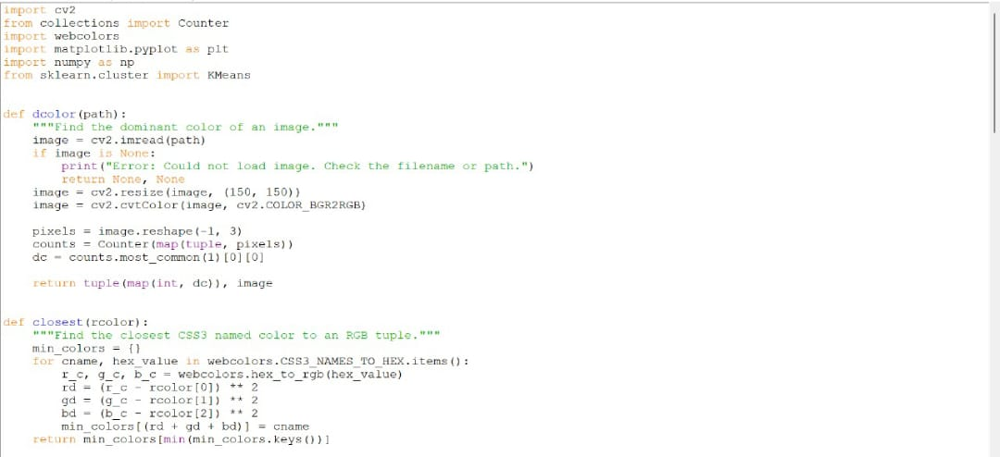 import cv2
from collections import Counter
import webcolors
import matplotlib.pyplot as plt
import numpy as np
from sklearn.cluster import KMeans
def dcolor(path):
"""Find the dominant color of an image."""
image = cv2.imread(path)
if image is None:
print("Error: Could not load image. Check the filename or path.")
return None, None
image = cv2.resize(image, (150, 150))
image = cv2.cvtColor(image, cv2.COLOR_BGR2RGB)
pixels = image.reshape(-1, 3)
counts = Counter(map(tuple, pixels))
dc = counts.most_common(1)[0][0]
return tuple(map(int, dc)), image
def closest(rcolor):
"""Find the closest CSS3 named color to an RGB tuple."""
min_colors = {}
for cname, hex_value in webcolors.CSS3_NAMES_TO_HEX.items():
r_c, g_c, b_c = webcolors.hex_to_rgb(hex_value)
rd = (r_c - rcolor[0]) ** 2
gd = (g_c - rcolor[1]) ** 2
bd = (b_c - rcolor[2]) ** 2
min_colors[(rd + gd + bd)] = cname
return min_colors[min(min_colors.keys())]